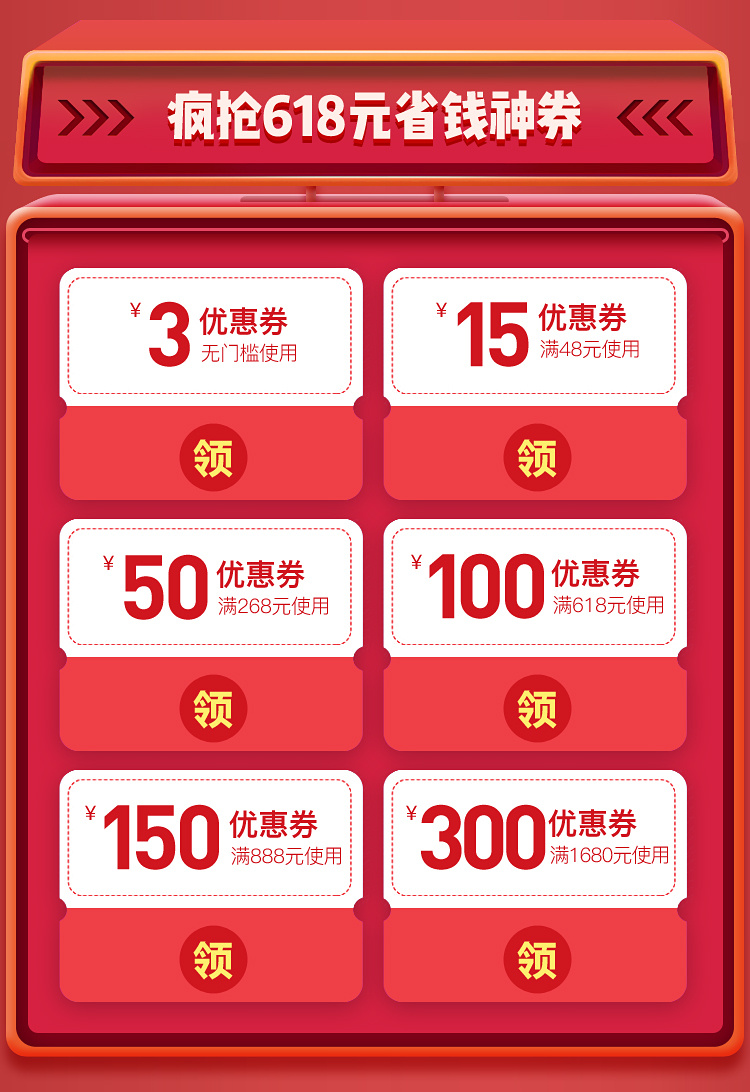 疯抢618元省钱神券
¥3 优惠券
无门槛使用
¥15 优惠券
满48元使用
领
领
¥50 优惠券
满268元使用
¥100 优惠券
满618元使用
领
领
¥150 优惠券
满888元使用
¥300 优惠券
满1680元使用
领
领